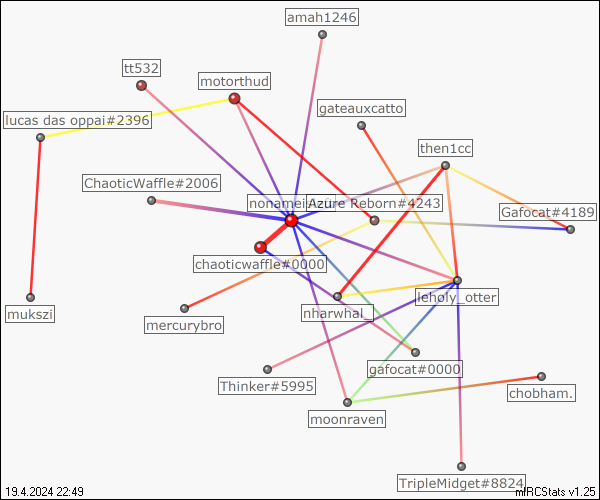 amah1246
tt532
motorthud
gateauxcatto
lucas das oppai#2396
then1cc
ChaoticWaffle#2006
Azure Reborn#4243
Gafocat#4189
chaoticwaffle#0000
leholy_otter
mukszi
nharwhal_
mercurybro
gafocat#0000
Thinker#5995
chobham.
moonraven
TripleMidget#8824
19.4.2024 22:49
mIRCStats v1.25